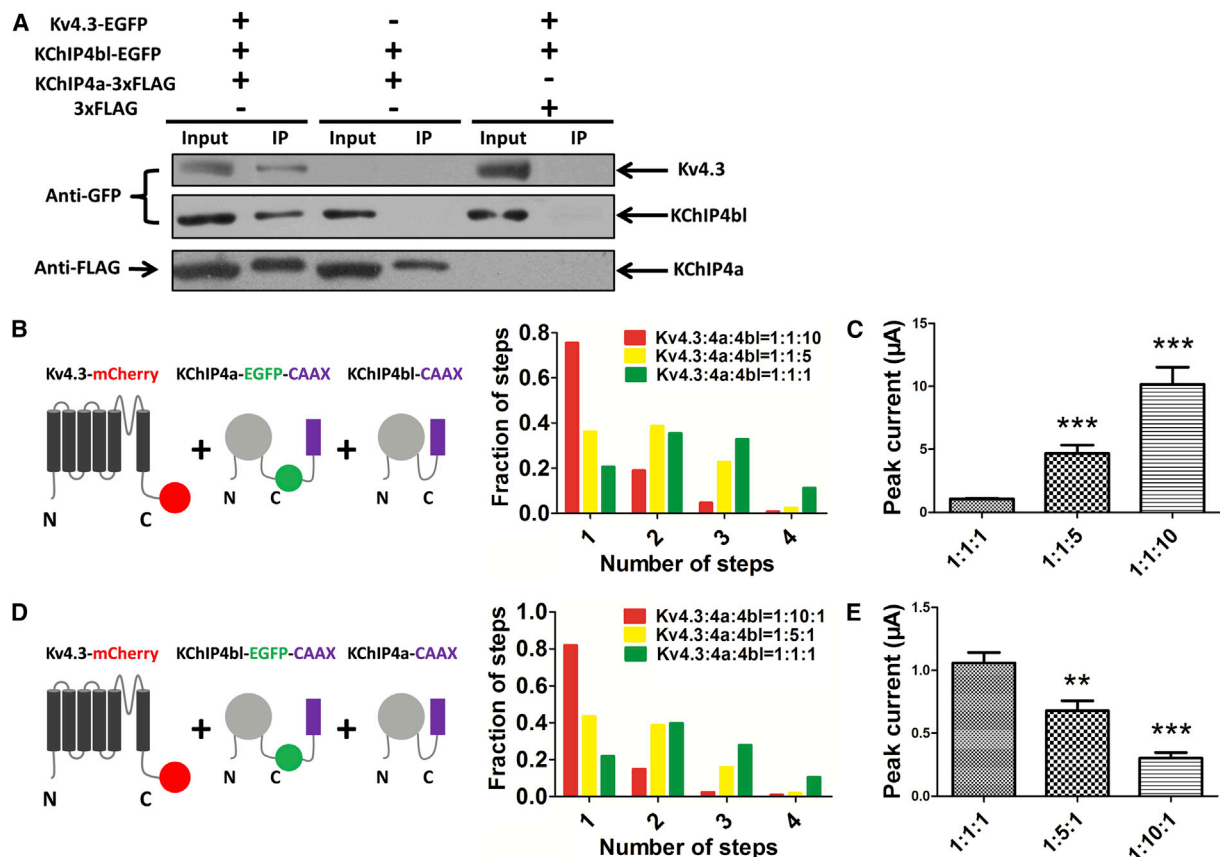 A
Kv4.3-EGFP + - +
KChIP4bl-EGFP + + +
KChIP4a-3xFLAG + + -
3xFLAG - - +
Input IP Input IP Input IP
Anti-GFP
Kv4.3
KChIP4bl
Anti-FLAG
KChIP4a
B
Kv4.3-mCherry KChIP4a-EGFP-CAAX KChIP4bl-CAAX
+ +
N C N C N C
Fraction of steps
0.8
0.6
0.4
0.2
0.0
Kv4.3:4a:4bl=1:1:10
Kv4.3:4a:4bl=1:1:5
Kv4.3:4a:4bl=1:1:1
1 2 3 4
Number of steps
C
Peak current (µA)
15
10
5
0
*** ***
1:1:1 1:1:5 1:1:10
D
Kv4.3-mCherry KChIP4bl-EGFP-CAAX KChIP4a-CAAX
+ +
N C N C N C
Fraction of steps
1.0
0.8
0.6
0.4
0.2
0.0
Kv4.3:4a:4bl=1:10:1
Kv4.3:4a:4bl=1:5:1
Kv4.3:4a:4bl=1:1:1
1 2 3 4
Number of steps
E
Peak current (µA)
1.5
1.0
0.5
0.0
** ***
1:1:1 1:5:1 1:10:1